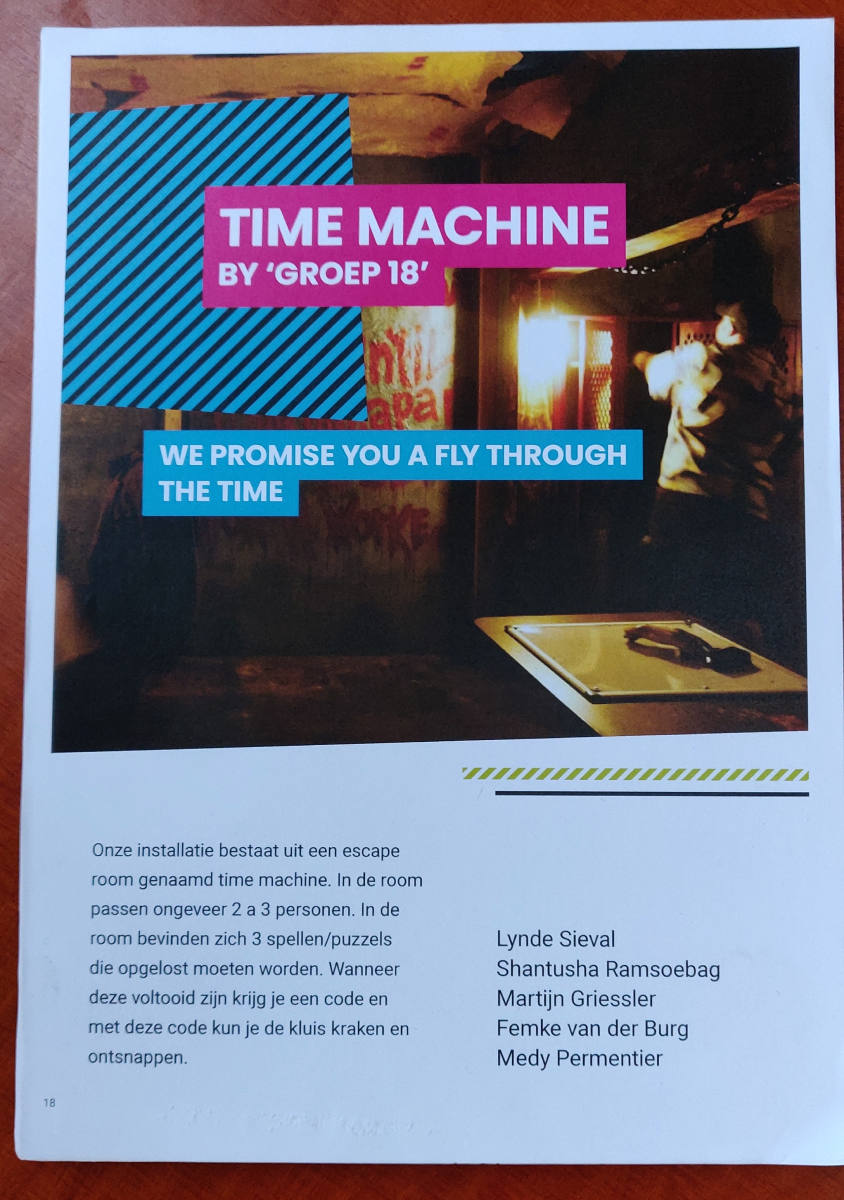 TIME MACHINE
BY ‘GROEP 18’
WE PROMISE YOU A FLY THROUGH
THE TIME
Onze installatie bestaat uit een escape
room genaamd time machine. In de room
passen ongeveer 2 a 3 personen. In de
room bevinden zich 3 spellen/puzzels
die opgelost moeten worden. Wanneer
deze voltooid zijn krijg je een code en
met deze code kun je de kluis kraken en
ontsnappen.
Lynde Sieval
Shantusha Ramsoebag
Martijn Griessler
Femke van der Burg
Medy Permentier
18